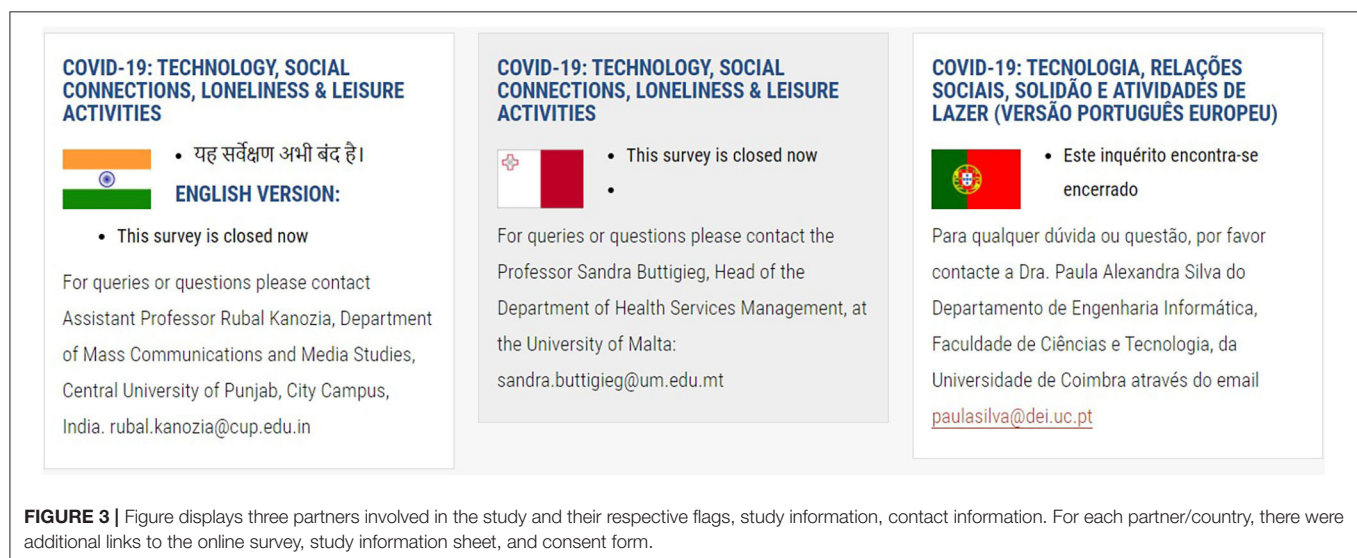 COVID-19: TECHNOLOGY, SOCIAL
CONNECTIONS, LONELINESS & LEISURE
ACTIVITIES
• यह सर्वेक्षण अभी बंद है।
ENGLISH VERSION:
• This survey is closed now
For queries or questions please contact
Assistant Professor Rubal Kanozia, Department
of Mass Communications and Media Studies,
Central University of Punjab, City Campus,
India. rubal.kanozia@cup.edu.in
COVID-19: TECHNOLOGY, SOCIAL
CONNECTIONS, LONELINESS & LEISURE
ACTIVITIES
• This survey is closed now
•
For queries or questions please contact the
Professor Sandra Buttigieg, Head of the
Department of Health Services Management, at
the University of Malta:
sandra.buttigieg@um.edu.mt
COVID-19: TECNOLOGIA, RELAÇÕES
SOCIAIS, SOLIDÃO E ATIVIDADES DE
LAZER (VERSÃO PORTUGUÊS EUROPEU)
• Este inquérito encontra-se
encerrado
Para qualquer dúvida ou questão, por favor
contacte a Dra. Paula Alexandra Silva do
Departamento de Engenharia Informática,
Faculdade de Ciências e Tecnologia, da
Universidade de Coimbra através do email
paulasilva@dei.uc.pt
FIGURE 3 | Figure displays three partners involved in the study and their respective flags, study information, contact information. For each partner/country, there were
additional links to the online survey, study information sheet, and consent form.